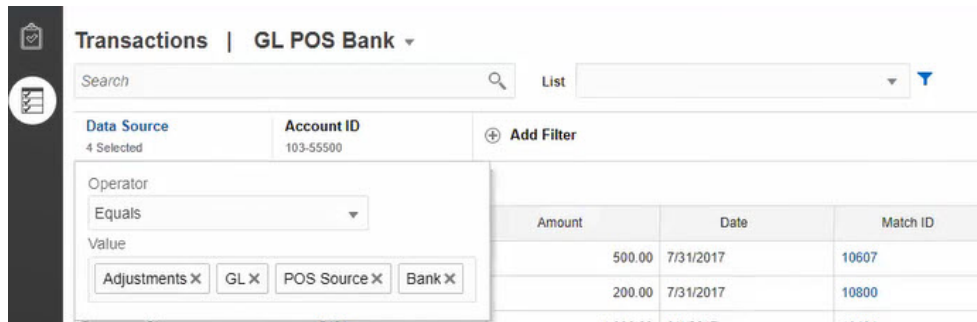 Transactions | GL POS Bank
Search
List
Data Source
4 Selected
Account ID
103-55500
Add Filter
Operator
Equals
Value
Adjustments X GL X POS Source X Bank X
Amount Date Match ID
500.00 7/31/2017 10607
200.00 7/31/2017 10800